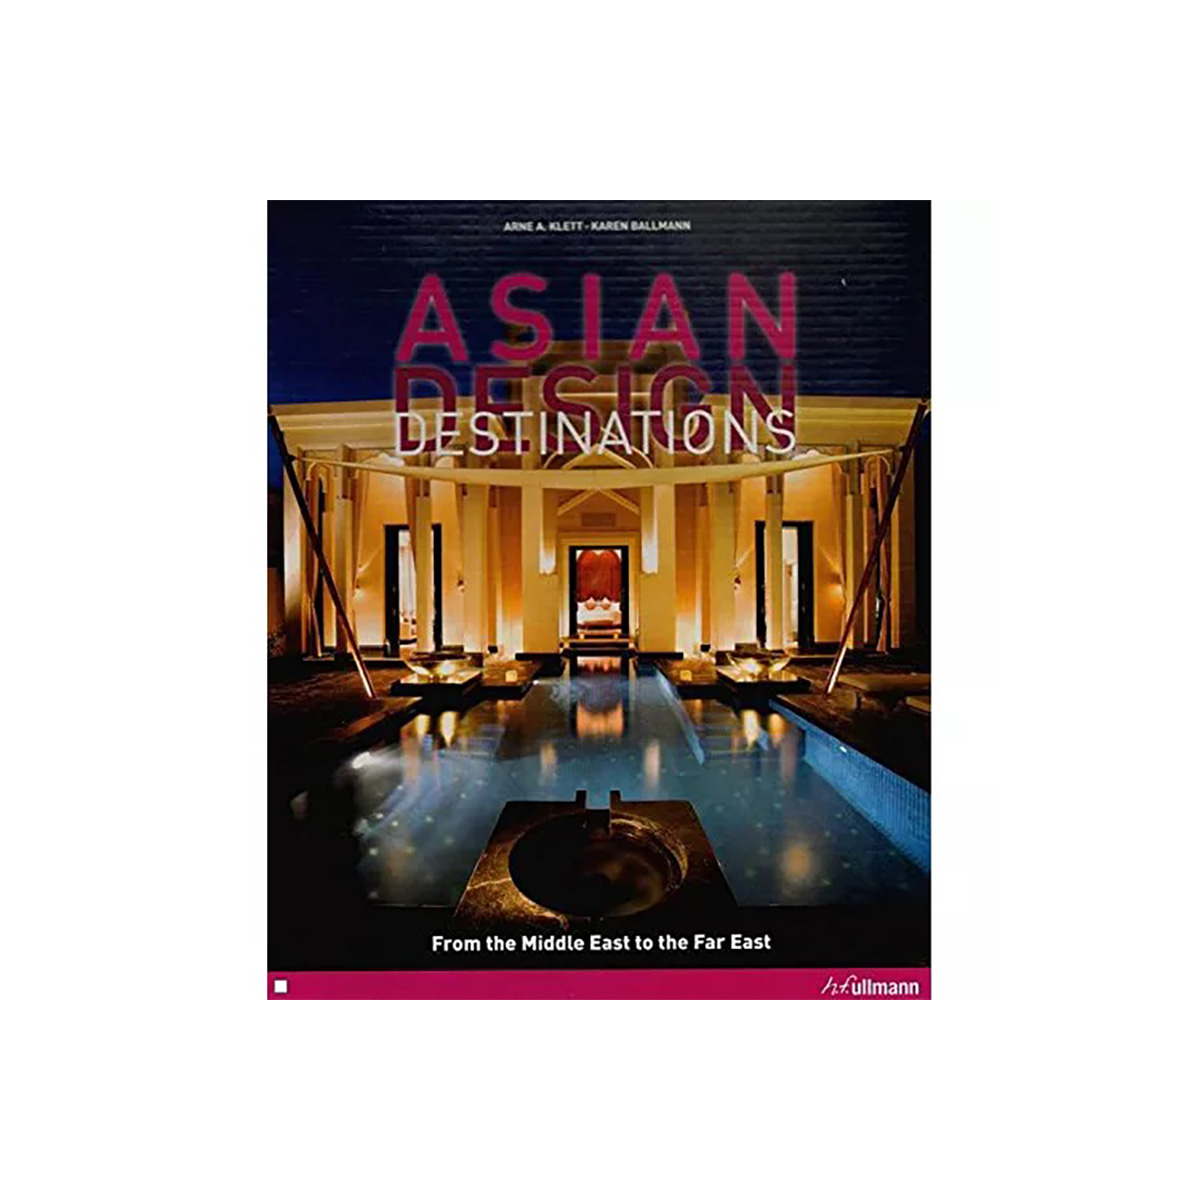 ARNE A. KLETT · KAREN BALLMANN
ASIAN
DESIGN
DESTINATIONS
From the Middle East to the Far East
h.f.ullmann